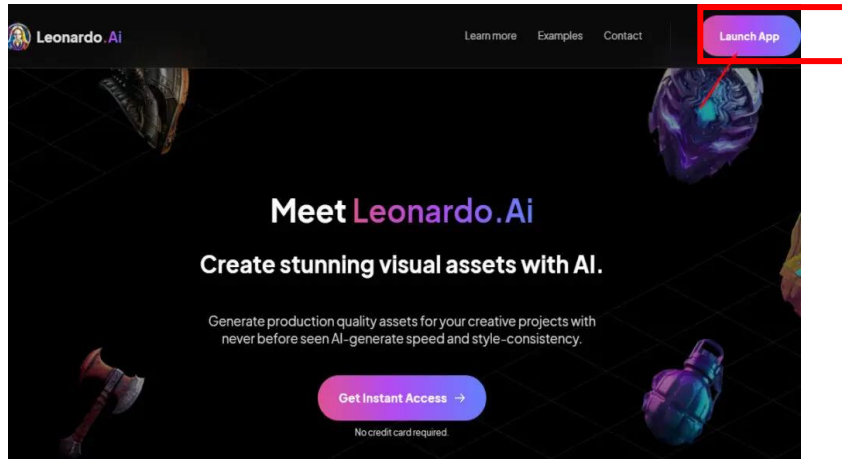 Leonardo.Ai
Learn more
Examples
Contact
Launch App
Meet Leonardo.Ai
Create stunning visual assets with AI.
Generate production quality assets for your creative projects with
never before seen AI-generate speed and style-consistency.
Get Instant Access →
No credit card required.